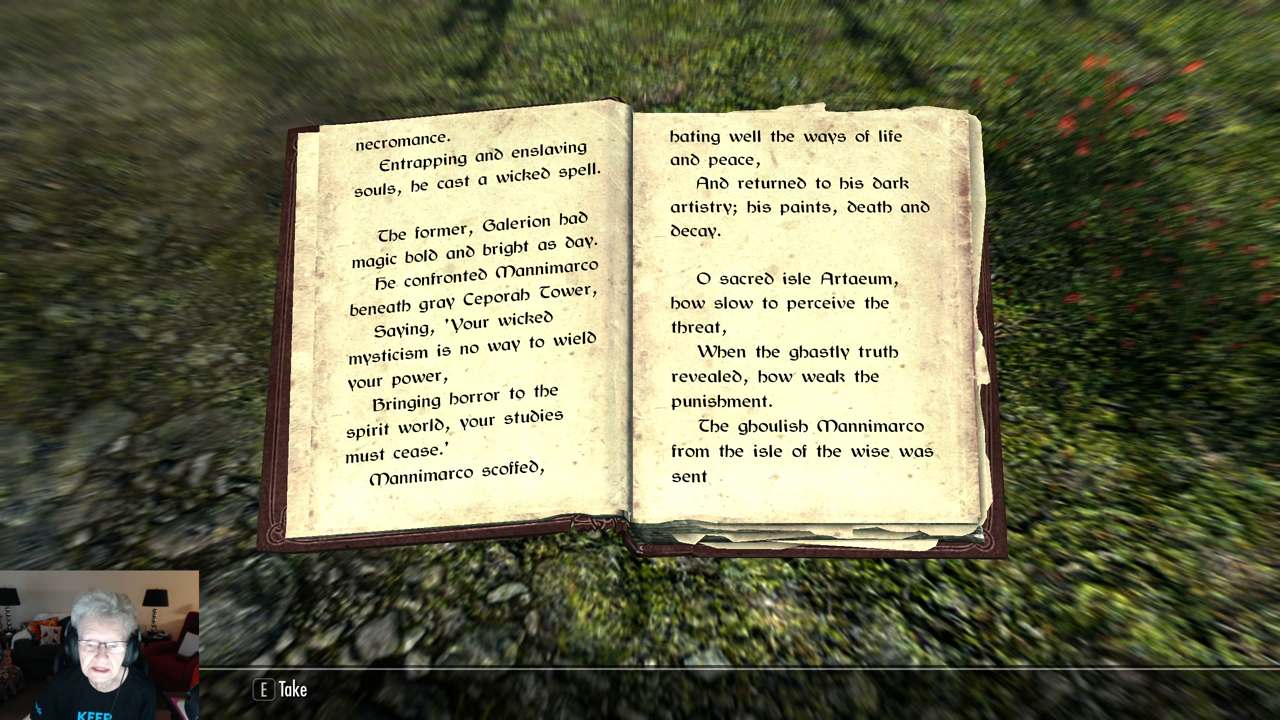 necromance.
Entrapping and enslaving
souls, he cast a wicked spell.
The former, Galerion had
magic bold and bright as day.
He confronted Mannimarco
beneath gray Ceporah Tower,
Saying, 'Your wicked
mysticism is no way to wield
your power,
Bringing horror to the
spirit world, your studies
must cease.'
Mannimarco scoffed,
hating well the ways of life
and peace,
And returned to his dark
artistry; his paints, death and
decay.
O sacred isle Artaeum,
how slow to perceive the
threat,
When the ghastly truth
revealed, how weak the
punishment.
The ghoulish Mannimarco
from the isle of the wise was
sent
KEEP
E Take